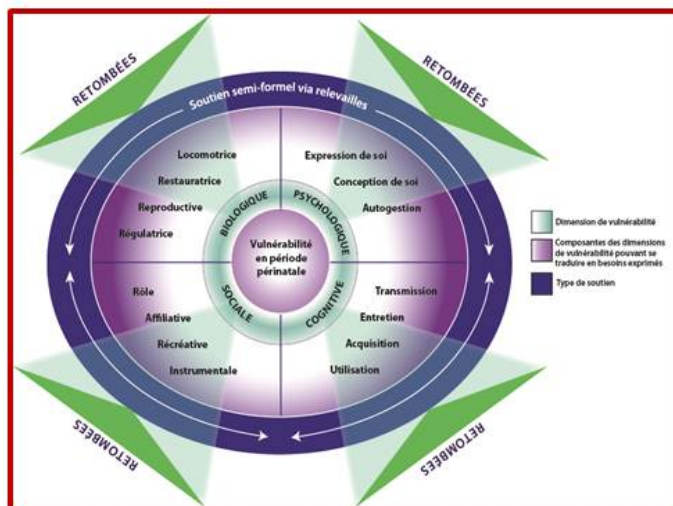 RETOMBÉES
RETOMBÉES
Soutien semi-formel via relevailles
Locomotrice
Restauratrice
Reproductive
Régulatrice
Expression de soi
Conception de soi
Autogestion
BIOLOGIQUE
PSYCHOLOGIQUE
Vulnérabilité
en période
périnatale
SOCIALE
COGNITIVE
Rôle
Affiliative
Récréative
Instrumentale
Transmission
Entretien
Acquisition
Utilisation
RETOMBÉES
RETOMBÉES
Dimension de vulnérabilité
Composantes des dimensions
de vulnérabilité pouvant se
traduire en besoins exprimés
Type de soutien